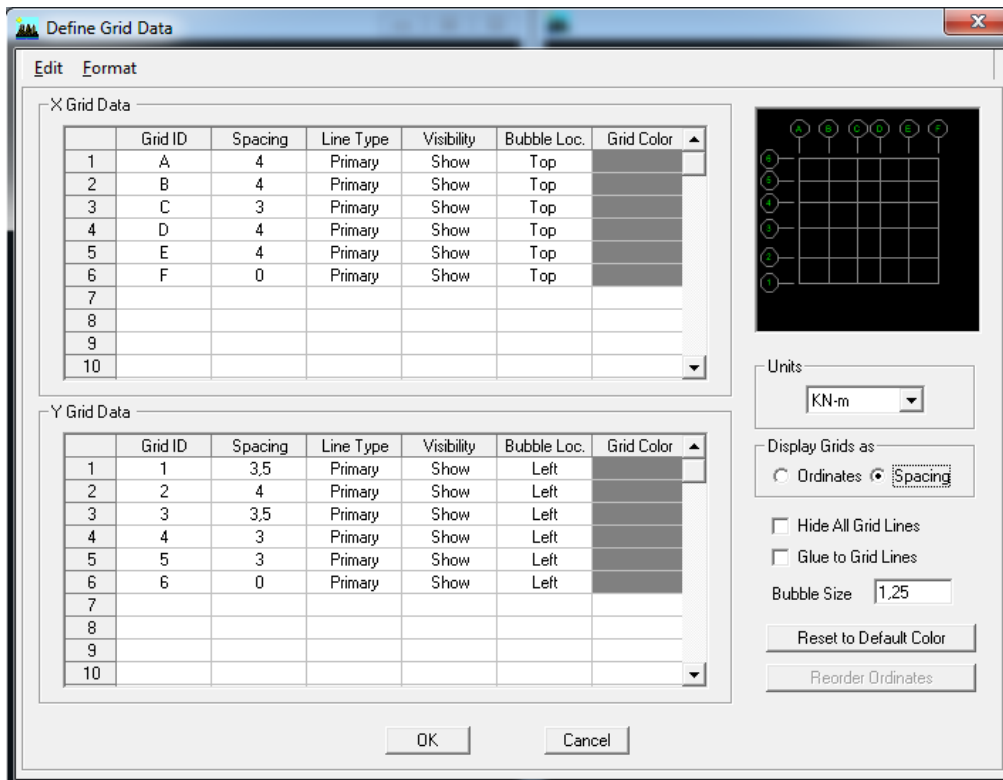 Define Grid Data
Edit Format
X Grid Data
Grid ID Spacing Line Type Visibility Bubble Loc. Grid Color
1 A 4 Primary Show Top
2 B 4 Primary Show Top
3 C 3 Primary Show Top
4 D 4 Primary Show Top
5 E 4 Primary Show Top
6 F 0 Primary Show Top
7
8
9
10
Y Grid Data
Grid ID Spacing Line Type Visibility Bubble Loc. Grid Color
1 1 3,5 Primary Show Left
2 2 4 Primary Show Left
3 3 3,5 Primary Show Left
4 4 3 Primary Show Left
5 5 3 Primary Show Left
6 6 0 Primary Show Left
7
8
9
10
A B C D E F
6
5
4
3
2
1
Units
KN-m
Display Grids as
Ordinates Spacing
Hide All Grid Lines
Glue to Grid Lines
Bubble Size 1,25
Reset to Default Color
Reorder Ordinates
OK Cancel